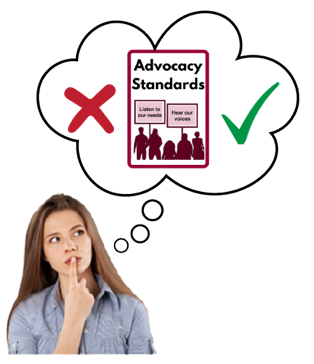 Advocacy
Standards
Listen to
our needs
Hear our
voices